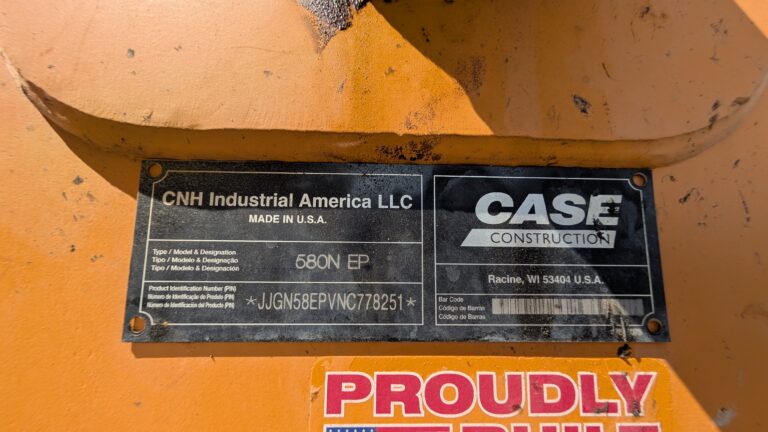 CNH Industrial America LLC
MADE IN U.S.A.
Type / Model & Designation
Tipo / Modelo & Designação
Tipo / Modelo & Designación
580N EP
Product Identification Number (PIN)
Número de Identificação do Produto (PIN)
Número de Identificación del Producto (PIN)
*JJGN58EPVNC778251*
CASE
CONSTRUCTION
Racine, WI 53404 U.S.A.
Bar Code
Código de Barras
Código de Barras
PROUDLY
BUILT